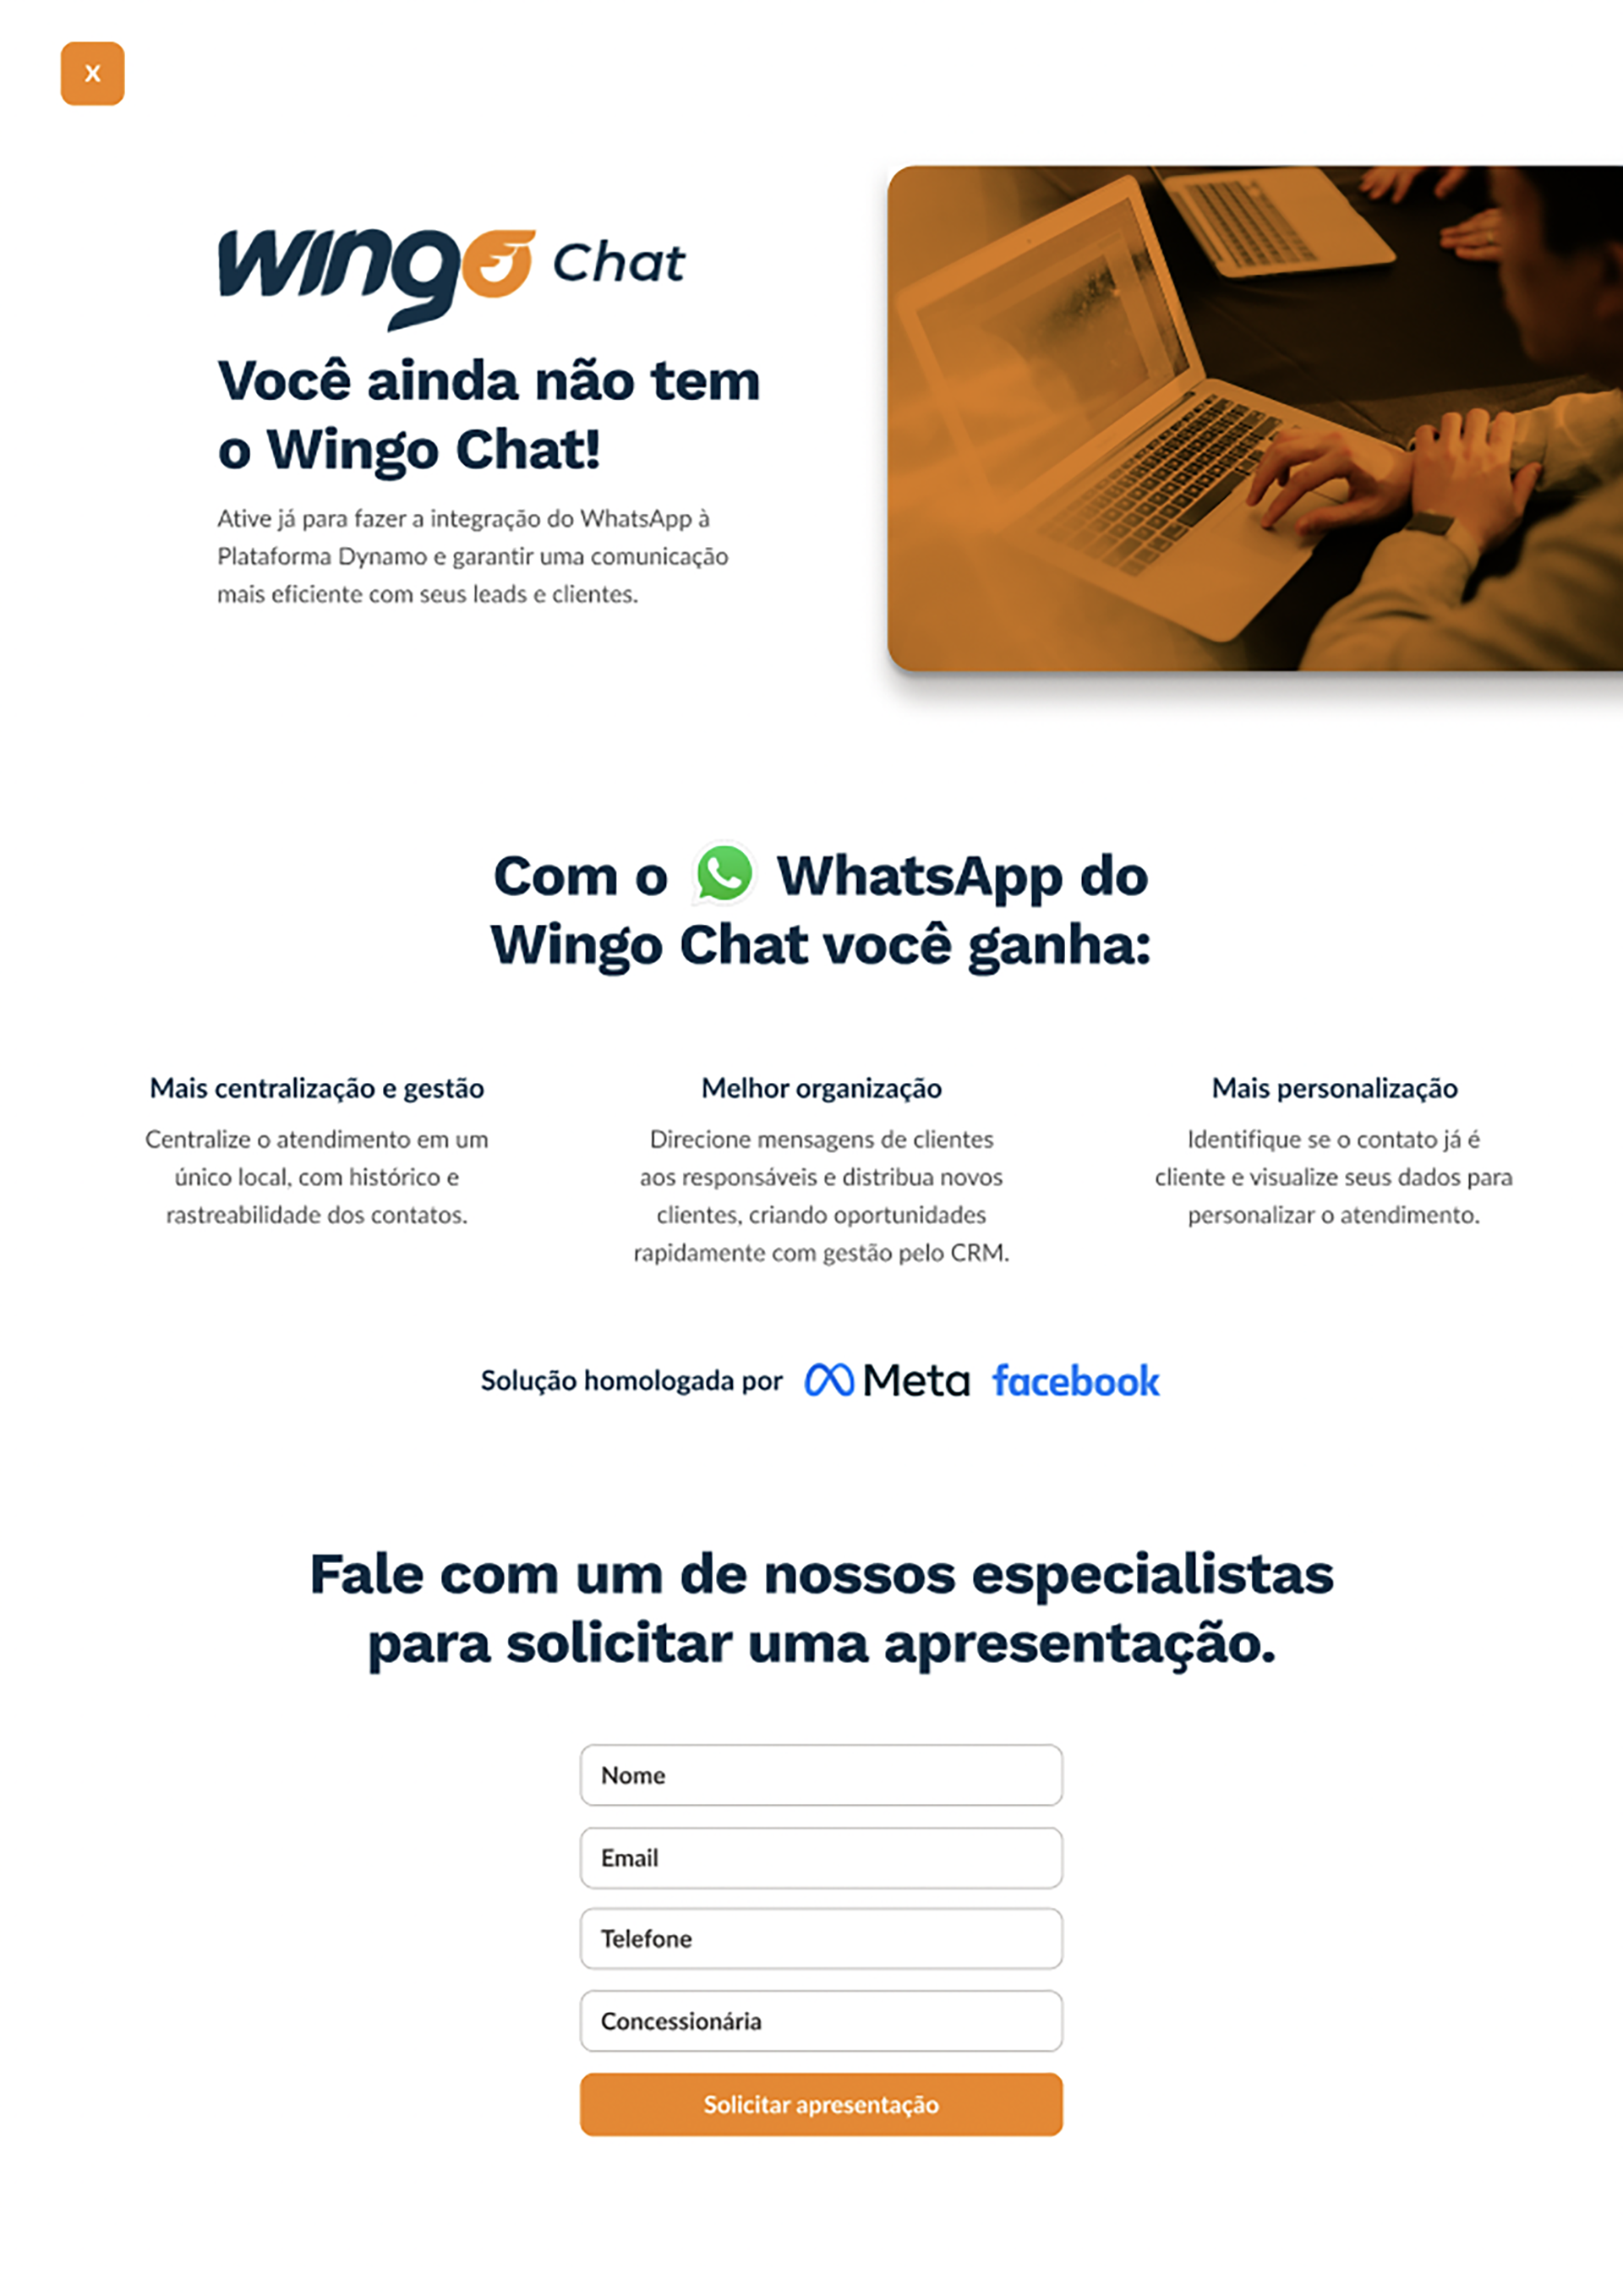 X
wingo Chat
Você ainda não tem
o Wingo Chat!
Ative já para fazer a integração do WhatsApp à
Plataforma Dynamo e garantir uma comunicação
mais eficiente com seus leads e clientes.
Com o WhatsApp do
Wingo Chat você ganha:
Mais centralização e gestão
Centralize o atendimento em um
único local, com histórico e
rastreabilidade dos contatos.
Melhor organização
Direcione mensagens de clientes
aos responsáveis e distribua novos
clientes, criando oportunidades
rapidamente com gestão pelo CRM.
Mais personalização
Identifique se o contato já é
cliente e visualize seus dados para
personalizar o atendimento.
Solução homologada por Meta facebook
Fale com um de nossos especialistas
para solicitar uma apresentação.
Nome
Email
Telefone
Concessionária
Solicitar apresentação